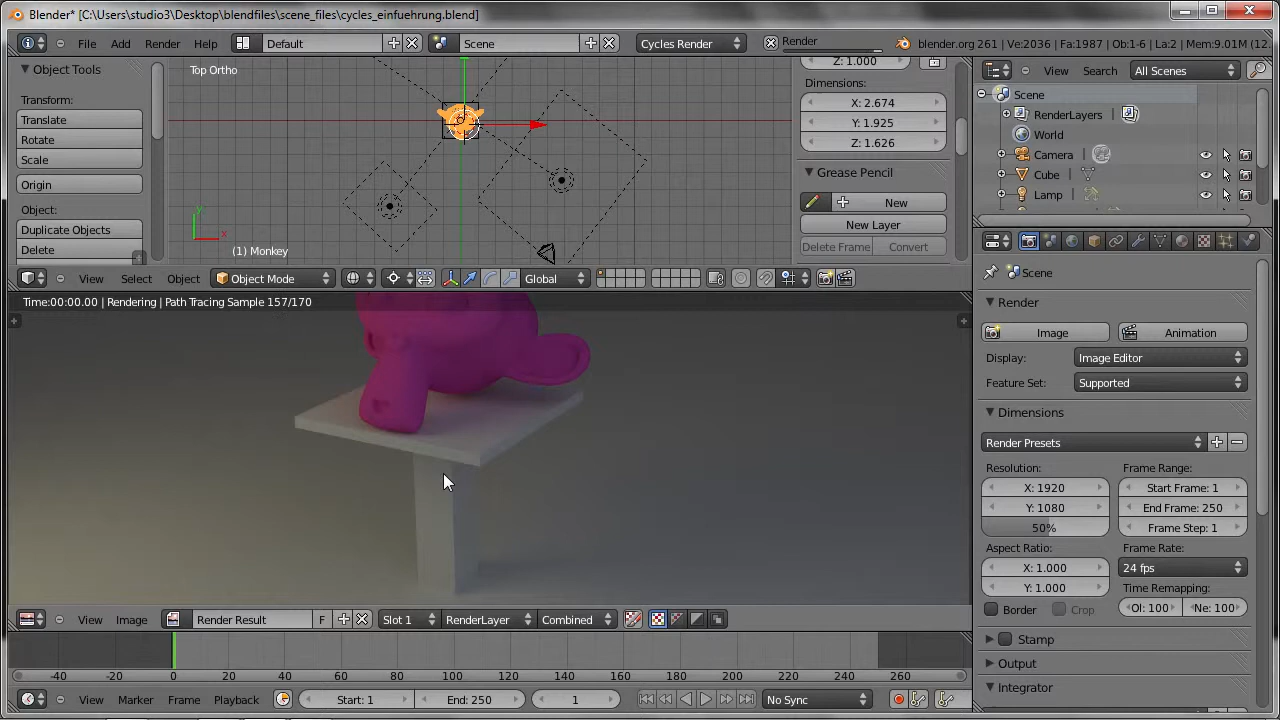 Blender* [C:\Users\studio3\Desktop\blendfiles\scene_files\cycles_einfuehrung.blend]
File Add Render Help Default Scene Cycles Render Render blender.org 261 | Ve:2036 | Fa:1987 | Ob:1-6 | La:2 | Mem:9.01M (12.
Object Tools
Transform:
Translate
Rotate
Scale
Origin
Object:
Duplicate Objects
Delete
Top Ortho
y
x
(1) Monkey
Z: 1.000
Dimensions:
X: 2.674
Y: 1.925
Z: 1.626
Grease Pencil
New
New Layer
Delete Frame Convert
View Search All Scenes
Scene
RenderLayers
World
Camera
Cube
Lamp
View Select Object Object Mode Global
Time:00:00.00 | Rendering | Path Tracing Sample 157/170
Scene
Render
Image Animation
Display: Image Editor
Feature Set: Supported
Dimensions
Render Presets
Resolution: Frame Range:
X: 1920 Start Frame: 1
Y: 1080 End Frame: 250
50% Frame Step: 1
Aspect Ratio: Frame Rate:
X: 1.000 24 fps
Y: 1.000 Time Remapping:
Border Crop Ol: 100 Ne: 100
Stamp
Output
Integrator
View Image Render Result F Slot 1 RenderLayer Combined
-40 -20 0 20 40 60 80 100 120 140 160 180 200 220 240 260
View Marker Frame Playback Start: 1 End: 250 1 No Sync